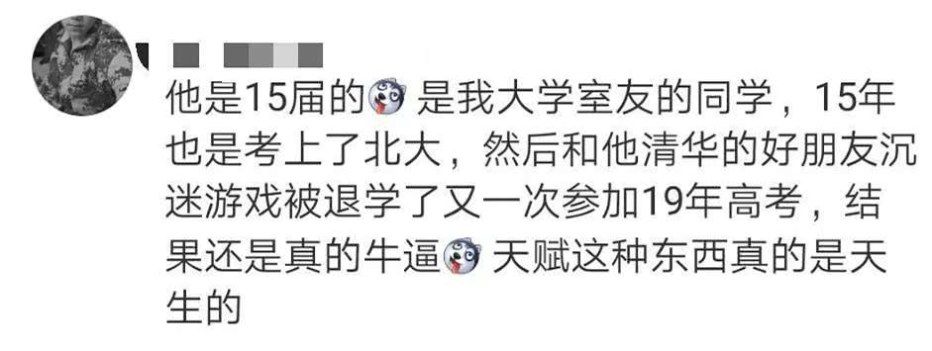 他是15届的 是我大学室友的同学，15年
也是考上了北大，然后和他清华的好朋友沉
迷游戏被退学了又一次参加19年高考，结
果还是真的牛逼 天赋这种东西真的是天
生的